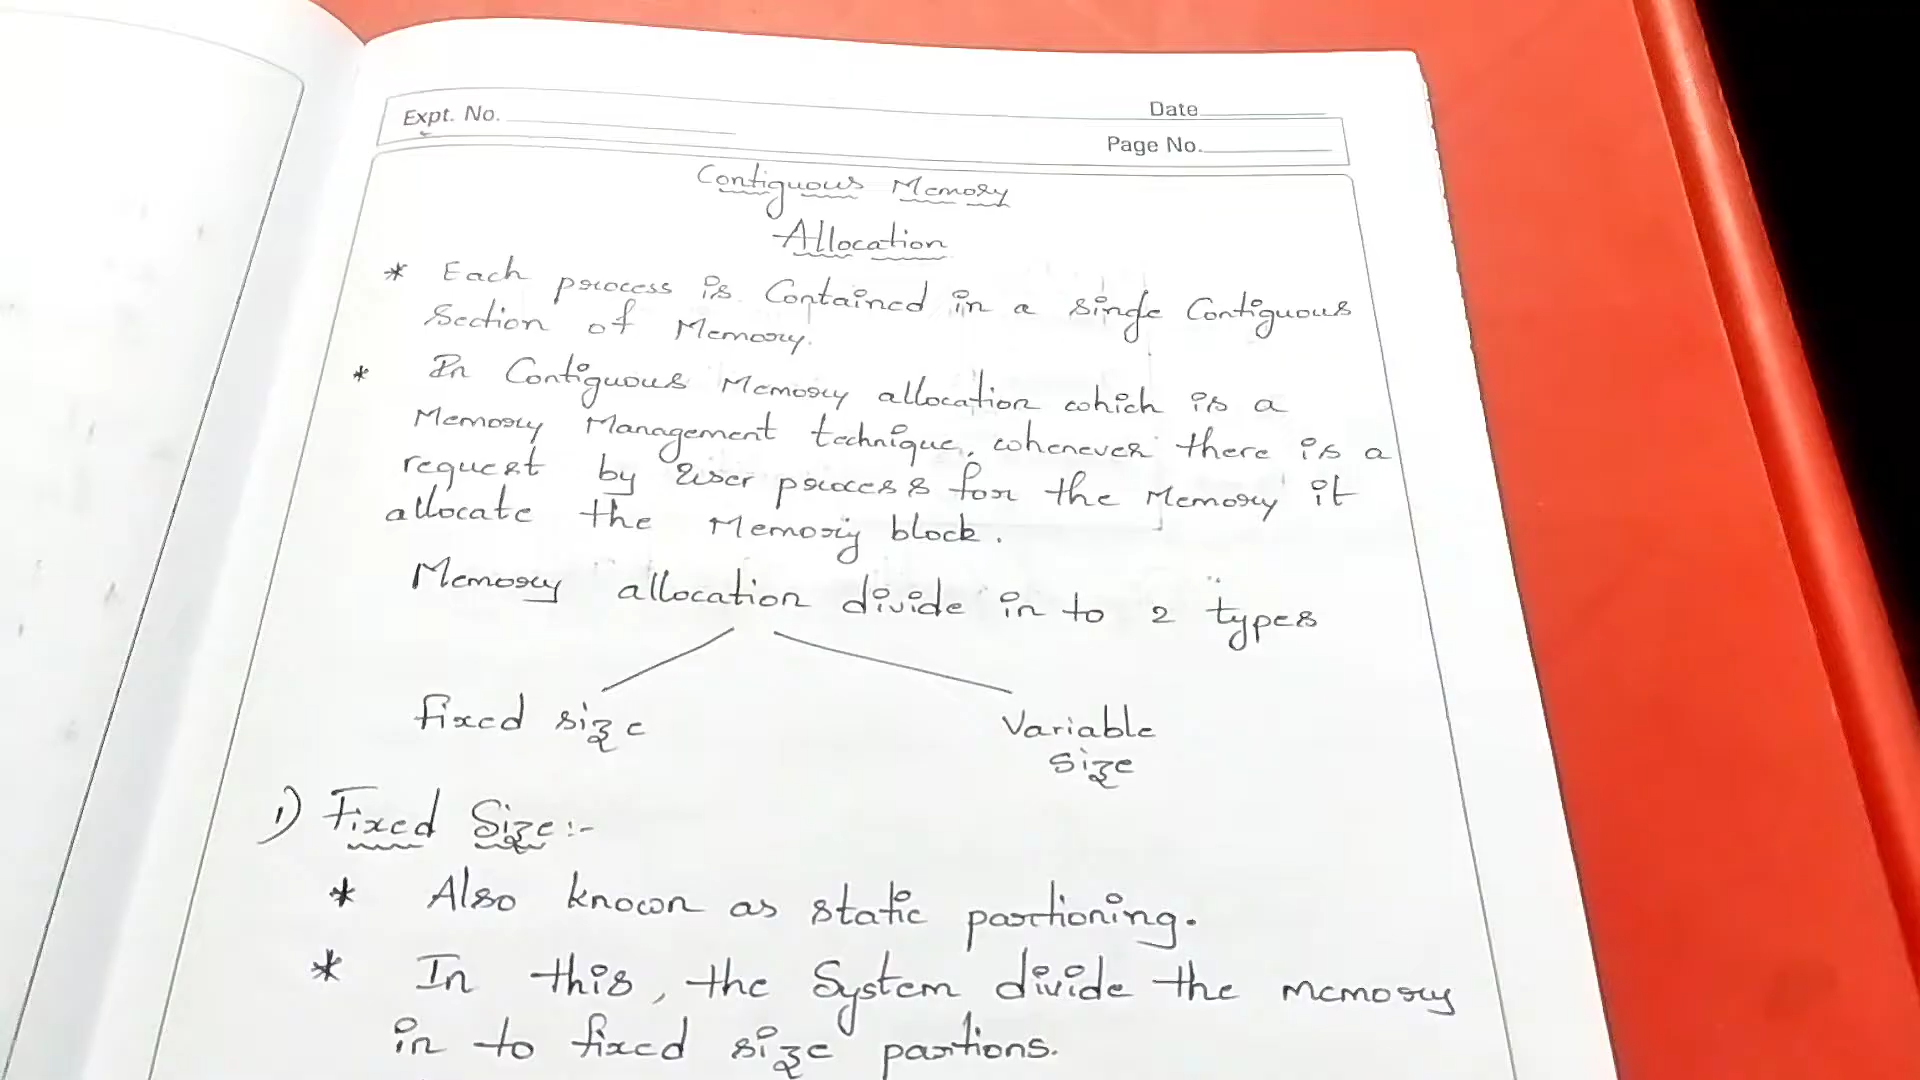 Expt. No.
Date
Page No.
Contiguous Memory
Allocation
* Each process is Contained in a single Contiguous
Section of Memory.
* In Contiguous Memory allocation which is a
Memory Management technique, whenever there is a
request by user process for the Memory it
allocate the Memory block.
Memory allocation divide in to 2 types
fixed size
Variable
size
1) Fixed Size:-
* Also known as static partioning.
* In this, the System divide the memory
in to fixed size partions.